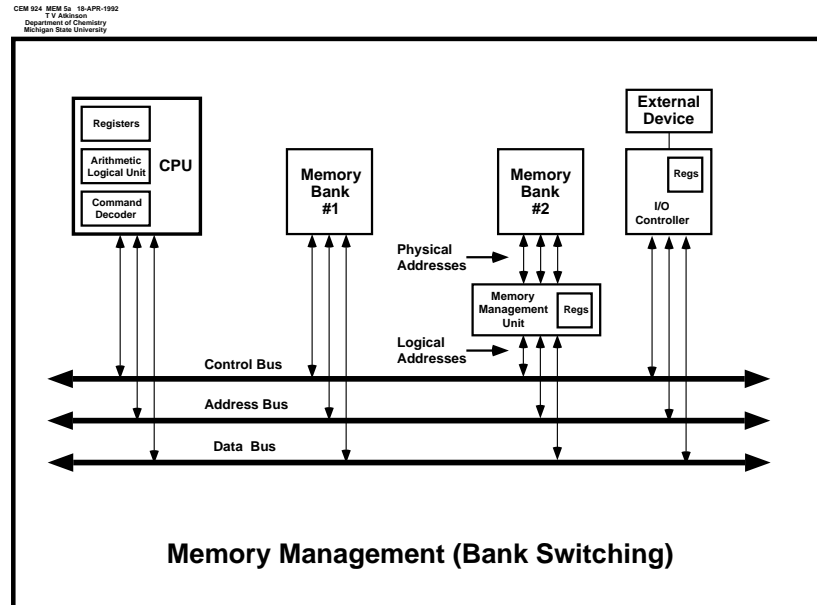 CEM 924 MEM 5a 18-APR-1992
T V Atkinson
Department of Chemistry
Michigan State University
Registers
Arithmetic
Logical Unit
Command
Decoder
CPU
Memory
Bank
#1
Memory
Bank
#2
External
Device
Regs
I/O
Controller
Physical
Addresses
Memory
Management
Unit
Regs
Logical
Addresses
Control Bus
Address Bus
Data Bus
Memory Management (Bank Switching)